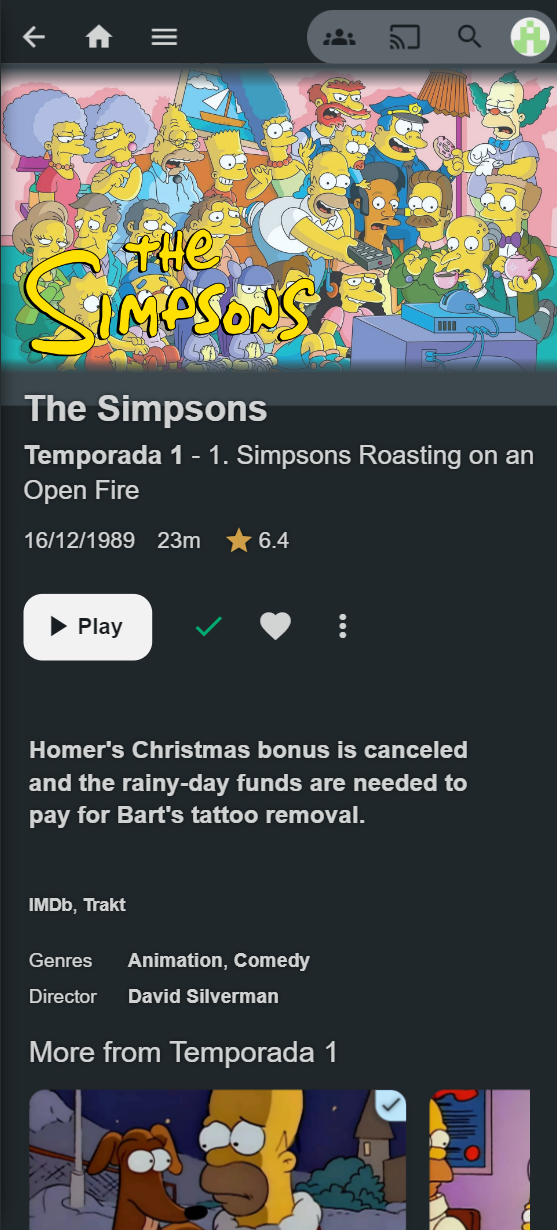 The
Simpsons
The Simpsons
Temporada 1 - 1. Simpsons Roasting on an
Open Fire
16/12/1989 23m 6.4
Play
Homer's Christmas bonus is canceled
and the rainy-day funds are needed to
pay for Bart's tattoo removal.
IMDb, Trakt
Genres Animation, Comedy
Director David Silverman
More from Temporada 1